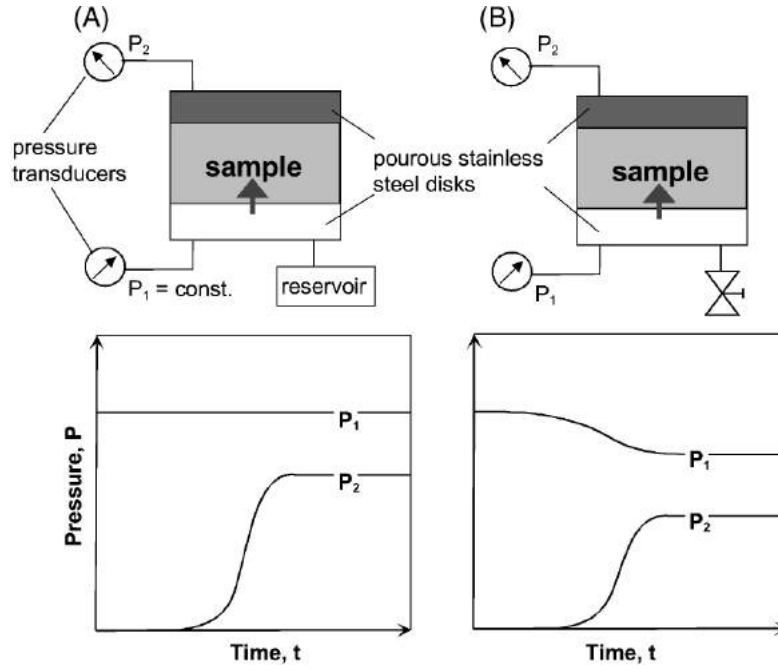 (A)
P2
pressure
transducers
sample
P1 = const.
reservoir
pourous stainless
steel disks
(B)
P2
sample
P1
Pressure, P
P1
P2
Time, t
P1
P2
Time, t